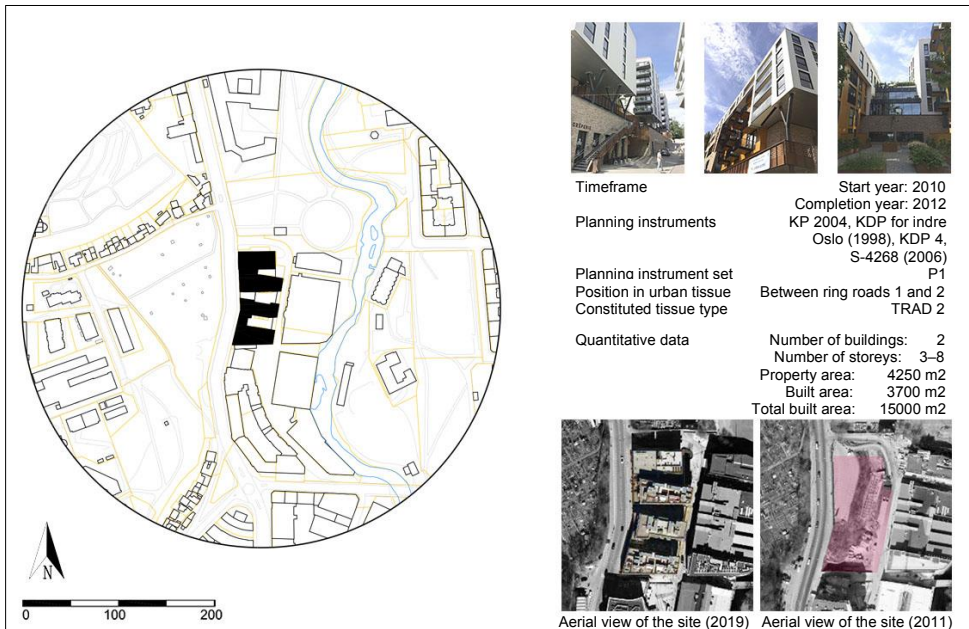 Timeframe Start year: 2010
Completion year: 2012
Planning instruments KP 2004, KDP for indre
Oslo (1998), KDP 4,
S-4268 (2006)
Planning instrument set P1
Position in urban tissue Between ring roads 1 and 2
Constituted tissue type TRAD 2
Quantitative data Number of buildings: 2
Number of storeys: 3–8
Property area: 4250 m2
Built area: 3700 m2
Total built area: 15000 m2
N
0 100 200
Aerial view of the site (2019) Aerial view of the site (2011)